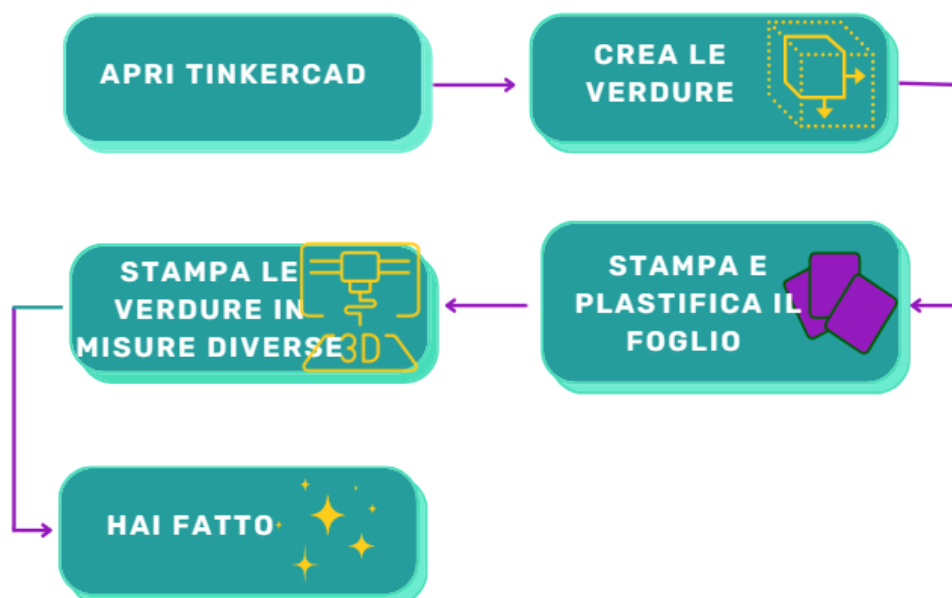 APRI TINKERCAD
CREA LE
VERDURE
STAMPA E
PLASTIFICA IL
FOGLIO
STAMPA LE
VERDURE IN
MISURE DIVERSE
3D
HAI FATTO